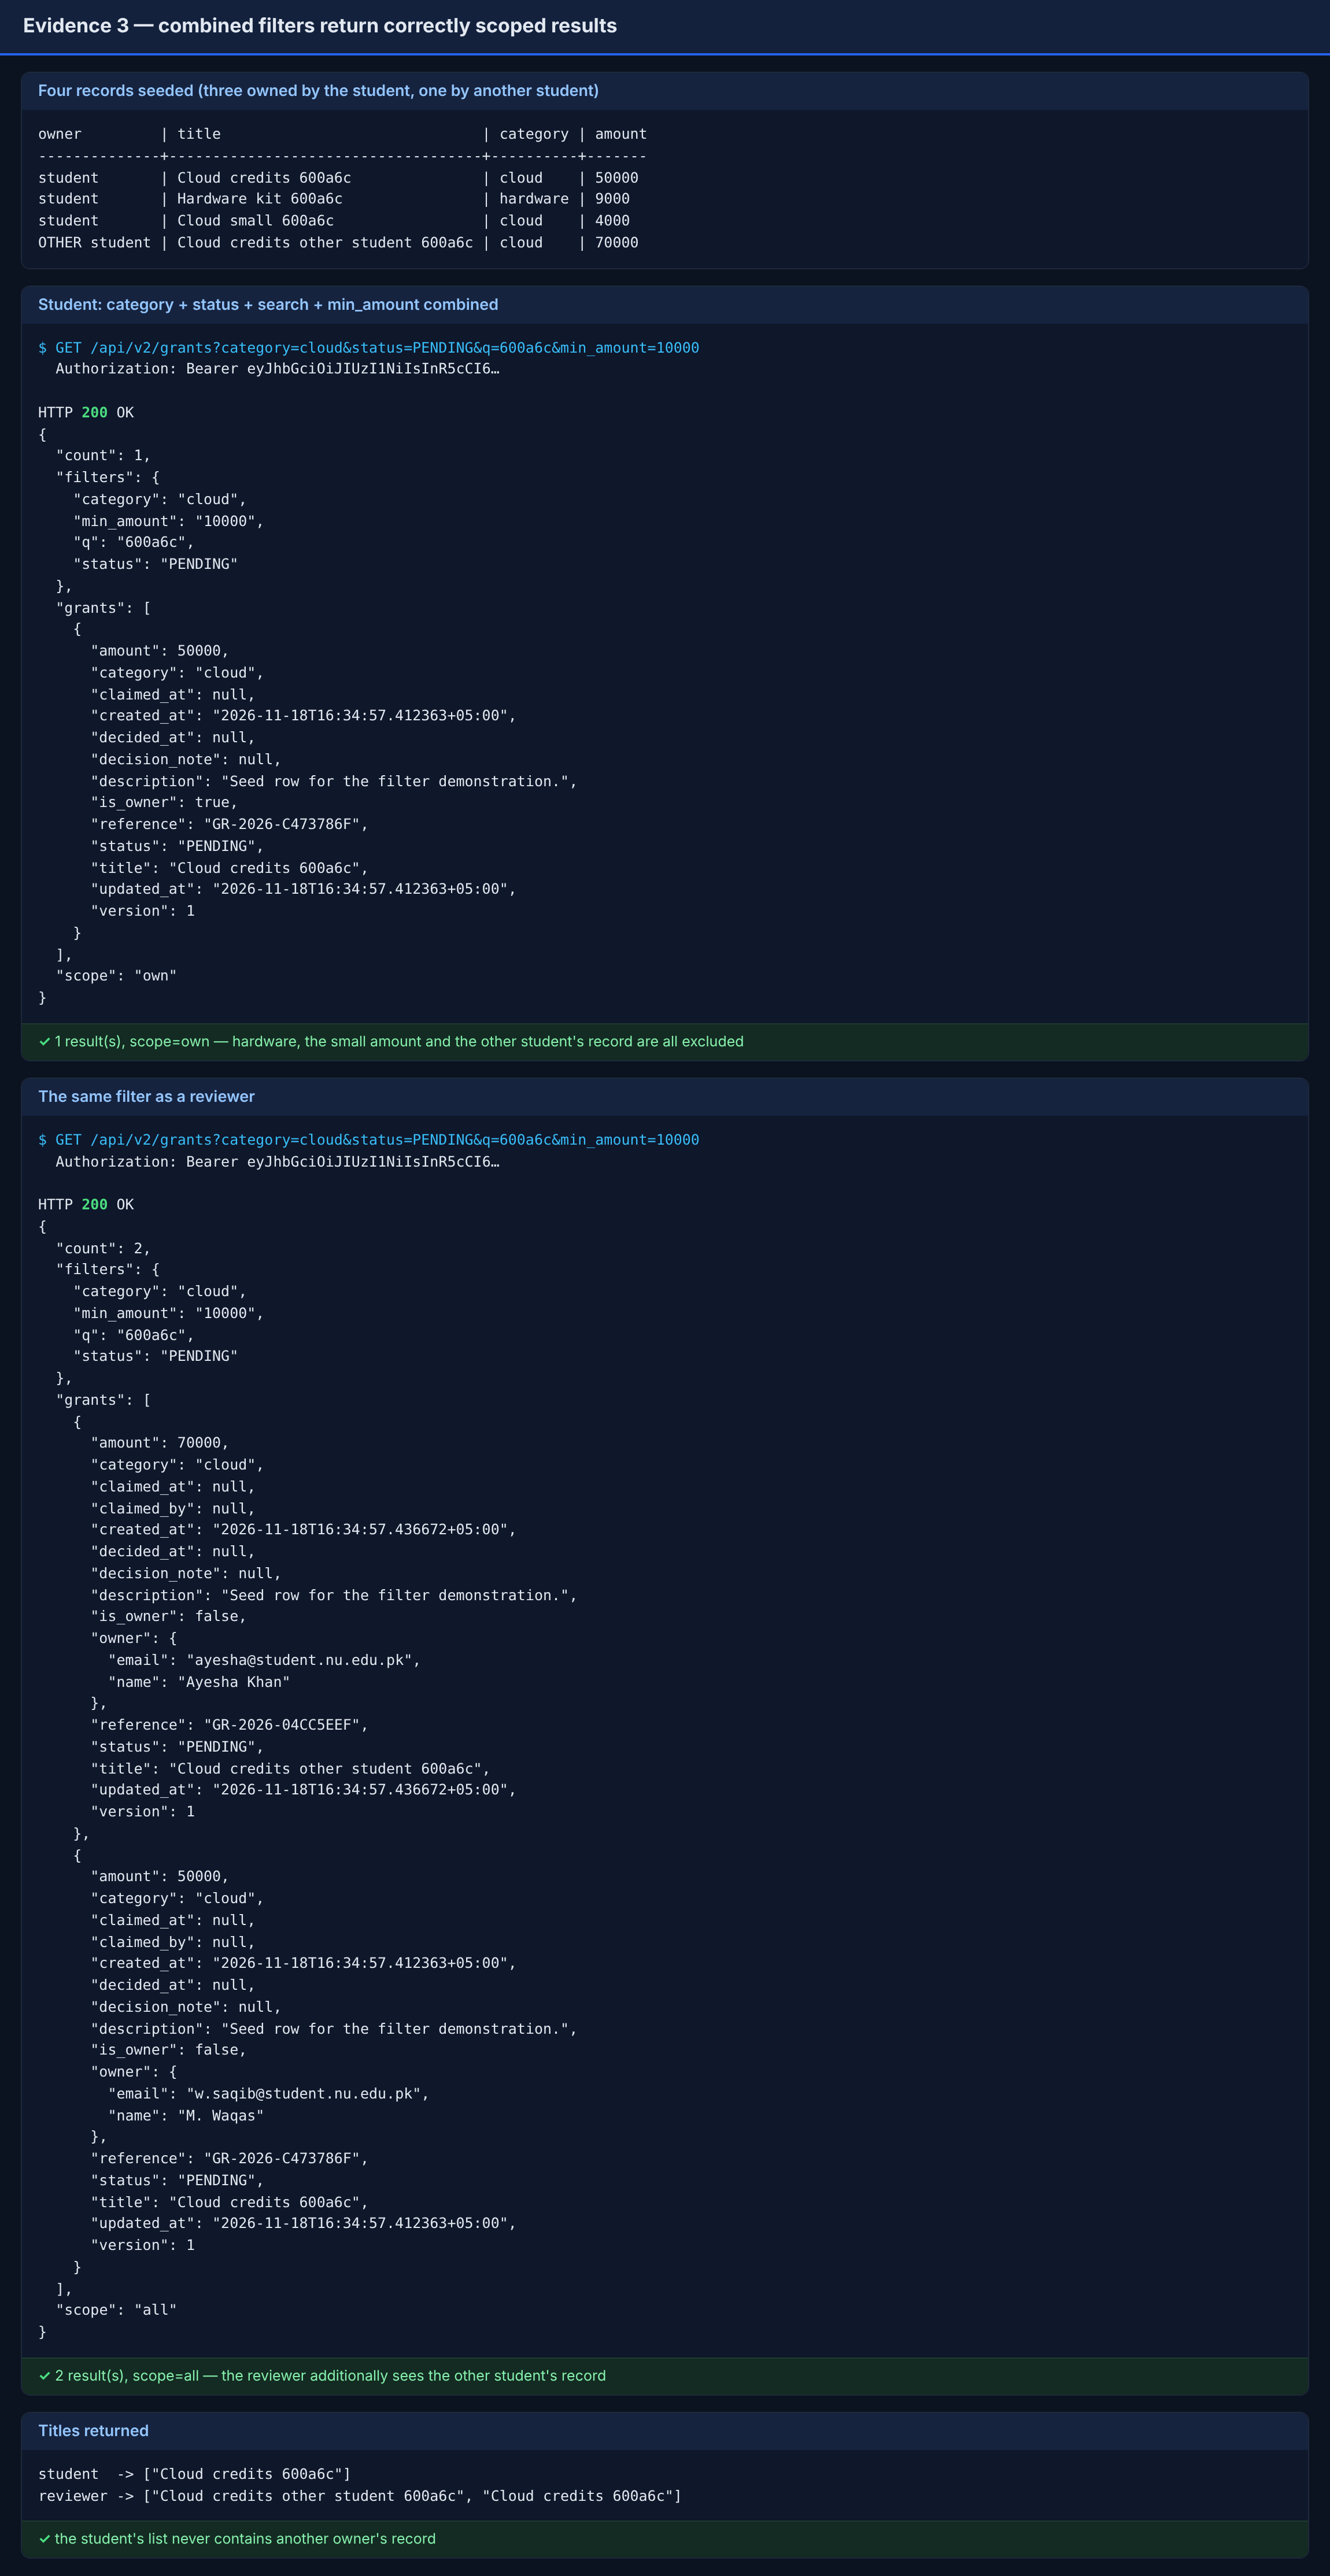 Evidence 3 — combined filters return correctly scoped results
Four records seeded (three owned by the student, one by another student)
owner         | title                              | category | amount
--------------+------------------------------------+----------+-------
student       | Cloud credits 600a6c               | cloud    | 50000
student       | Hardware kit 600a6c                | hardware | 9000
student       | Cloud small 600a6c                 | cloud    | 4000
OTHER student | Cloud credits other student 600a6c | cloud    | 70000
Student: category + status + search + min_amount combined
$ GET /api/v2/grants?category=cloud&status=PENDING&q=600a6c&min_amount=10000
  Authorization: Bearer eyJhbGciOiJIUzI1NiIsInR5cCI6…
HTTP 200 OK
{
  "count": 1,
  "filters": {
    "category": "cloud",
    "min_amount": "10000",
    "q": "600a6c",
    "status": "PENDING"
  },
  "grants": [
    {
      "amount": 50000,
      "category": "cloud",
      "claimed_at": null,
      "created_at": "2026-11-18T16:34:57.412363+05:00",
      "decided_at": null,
      "decision_note": null,
      "description": "Seed row for the filter demonstration.",
      "is_owner": true,
      "reference": "GR-2026-C473786F",
      "status": "PENDING",
      "title": "Cloud credits 600a6c",
      "updated_at": "2026-11-18T16:34:57.412363+05:00",
      "version": 1
    }
  ],
  "scope": "own"
}
✓ 1 result(s), scope=own — hardware, the small amount and the other student's record are all excluded
The same filter as a reviewer
$ GET /api/v2/grants?category=cloud&status=PENDING&q=600a6c&min_amount=10000
  Authorization: Bearer eyJhbGciOiJIUzI1NiIsInR5cCI6…
HTTP 200 OK
{
  "count": 2,
  "filters": {
    "category": "cloud",
    "min_amount": "10000",
    "q": "600a6c",
    "status": "PENDING"
  },
  "grants": [
    {
      "amount": 70000,
      "category": "cloud",
      "claimed_at": null,
      "claimed_by": null,
      "created_at": "2026-11-18T16:34:57.436672+05:00",
      "decided_at": null,
      "decision_note": null,
      "description": "Seed row for the filter demonstration.",
      "is_owner": false,
      "owner": {
        "email": "ayesha@student.nu.edu.pk",
        "name": "Ayesha Khan"
      },
      "reference": "GR-2026-04CC5EEF",
      "status": "PENDING",
      "title": "Cloud credits other student 600a6c",
      "updated_at": "2026-11-18T16:34:57.436672+05:00",
      "version": 1
    },
    {
      "amount": 50000,
      "category": "cloud",
      "claimed_at": null,
      "claimed_by": null,
      "created_at": "2026-11-18T16:34:57.412363+05:00",
      "decided_at": null,
      "decision_note": null,
      "description": "Seed row for the filter demonstration.",
      "is_owner": false,
      "owner": {
        "email": "w.saqib@student.nu.edu.pk",
        "name": "M. Waqas"
      },
      "reference": "GR-2026-C473786F",
      "status": "PENDING",
      "title": "Cloud credits 600a6c",
      "updated_at": "2026-11-18T16:34:57.412363+05:00",
      "version": 1
    }
  ],
  "scope": "all"
}
✓ 2 result(s), scope=all — the reviewer additionally sees the other student's record
Titles returned
student  -> ["Cloud credits 600a6c"]
reviewer -> ["Cloud credits other student 600a6c", "Cloud credits 600a6c"]
✓ the student's list never contains another owner's record